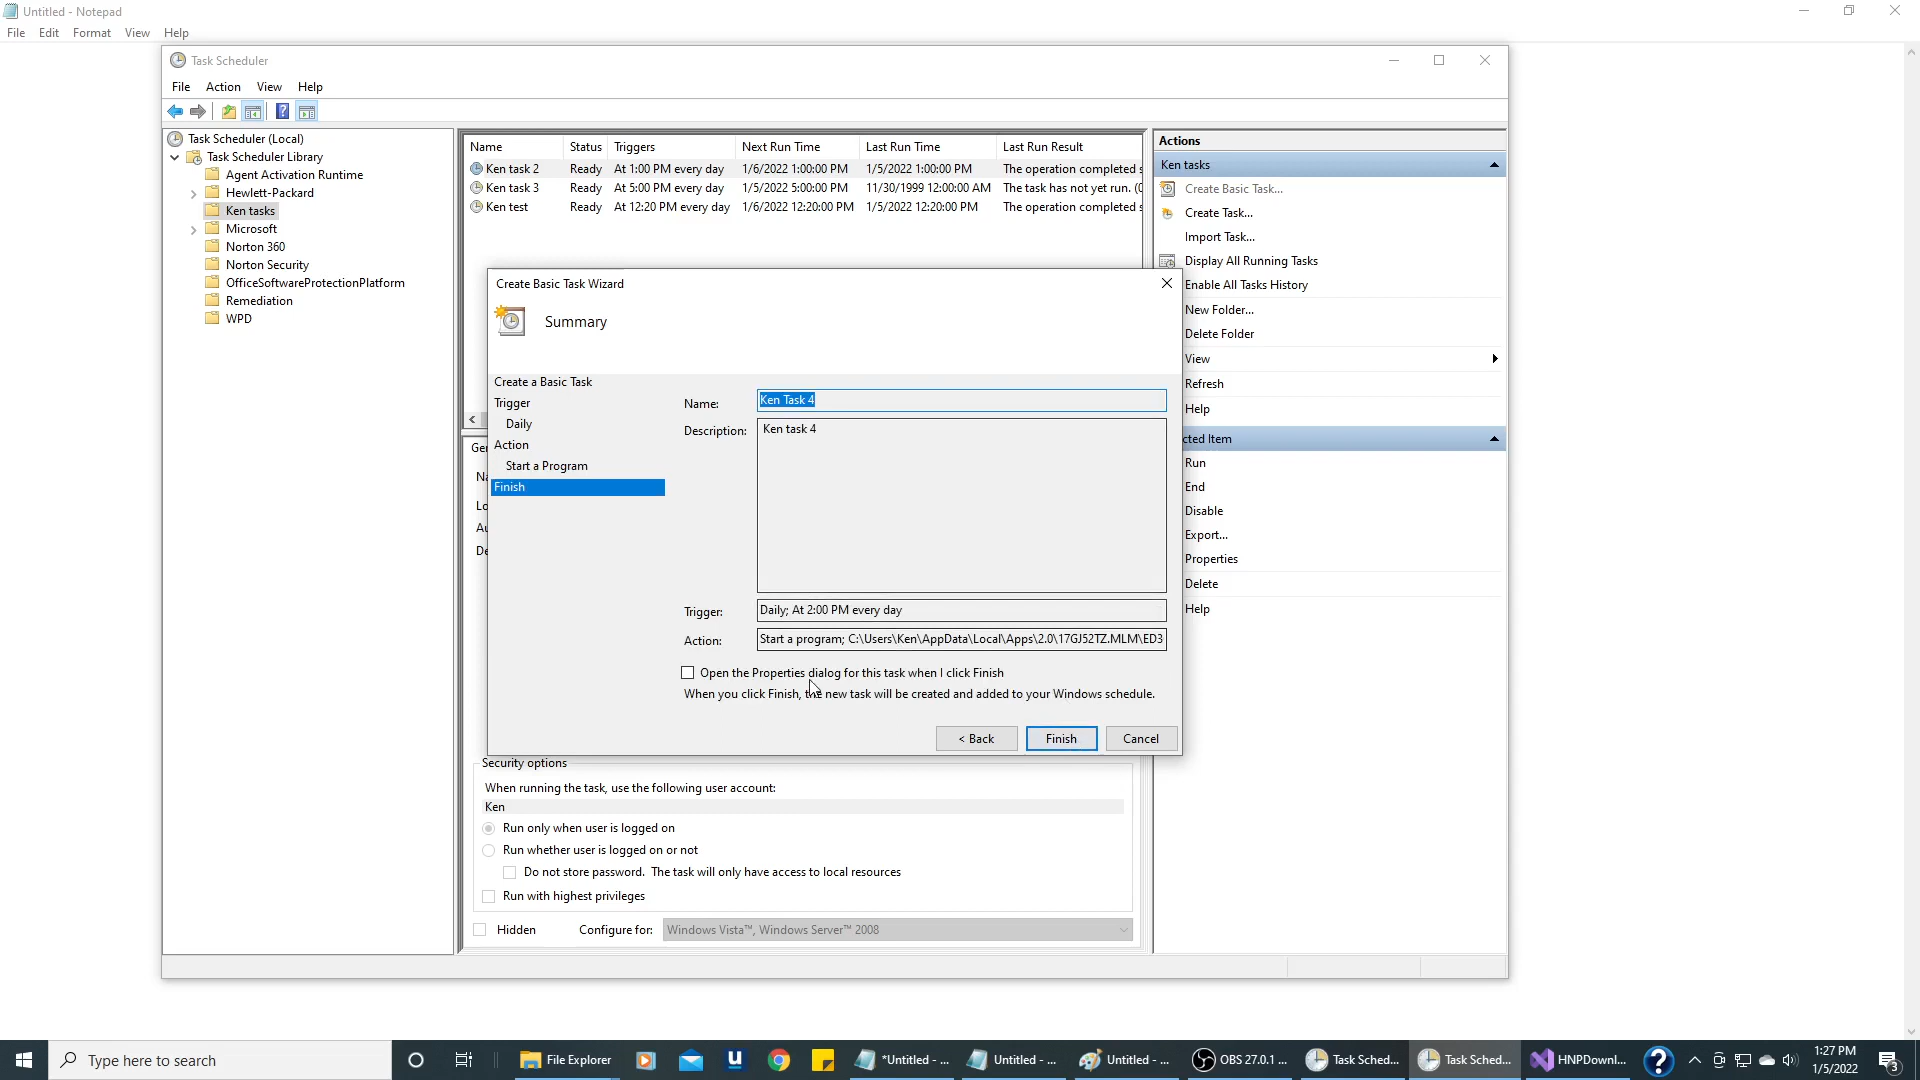 Untitled - Notepad
File Edit Format View Help
Task Scheduler
File Action View Help
Task Scheduler (Local)
Task Scheduler Library
Agent Activation Runtime
Hewlett-Packard
Ken tasks
Microsoft
Norton 360
Norton Security
OfficeSoftwareProtectionPlatform
Remediation
WPD
Name Status Triggers Next Run Time Last Run Time Last Run Result
Ken task 2 Ready At 1:00 PM every day 1/6/2022 1:00:00 PM 1/5/2022 1:00:00 PM The operation completed s
Ken task 3 Ready At 5:00 PM every day 1/5/2022 5:00:00 PM 11/30/1999 12:00:00 AM The task has not yet run. (0
Ken test Ready At 12:20 PM every day 1/6/2022 12:20:00 PM 1/5/2022 12:20:00 PM The operation completed s
Ge
Na
Lo
Au
De
Create Basic Task Wizard
Summary
Create a Basic Task
Trigger
Daily
Action
Start a Program
Finish
Name: Ken Task 4
Description: Ken task 4
Trigger: Daily; At 2:00 PM every day
Action: Start a program; C:\Users\Ken\AppData\Local\Apps\2.0\17GJ52TZ.MLM\ED3
Open the Properties dialog for this task when I click Finish
When you click Finish, the new task will be created and added to your Windows schedule.
< Back Finish Cancel
Security options
When running the task, use the following user account:
Ken
Run only when user is logged on
Run whether user is logged on or not
Do not store password. The task will only have access to local resources
Run with highest privileges
Hidden Configure for: Windows Vista™, Windows Server™ 2008
Actions
Ken tasks
Create Basic Task...
Create Task...
Import Task...
Display All Running Tasks
Enable All Tasks History
New Folder...
Delete Folder
View
Refresh
Help
cted Item
Run
End
Disable
Export...
Properties
Delete
Help
Type here to search
File Explorer
*Untitled - ...
Untitled - ...
Untitled - ...
OBS 27.0.1 ...
Task Sched...
Task Sched...
HNPDownl...
1:27 PM
1/5/2022
3